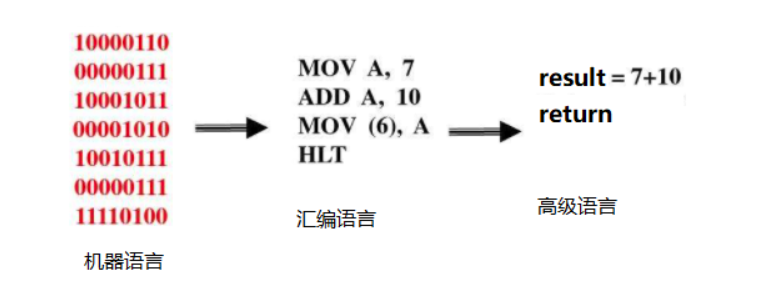 10000110
00000111
10001011
00001010
10010111
00000111
11110100
机器语言
MOV A, 7
ADD A, 10
MOV (6), A
HLT
汇编语言
result = 7+10
return
高级语言